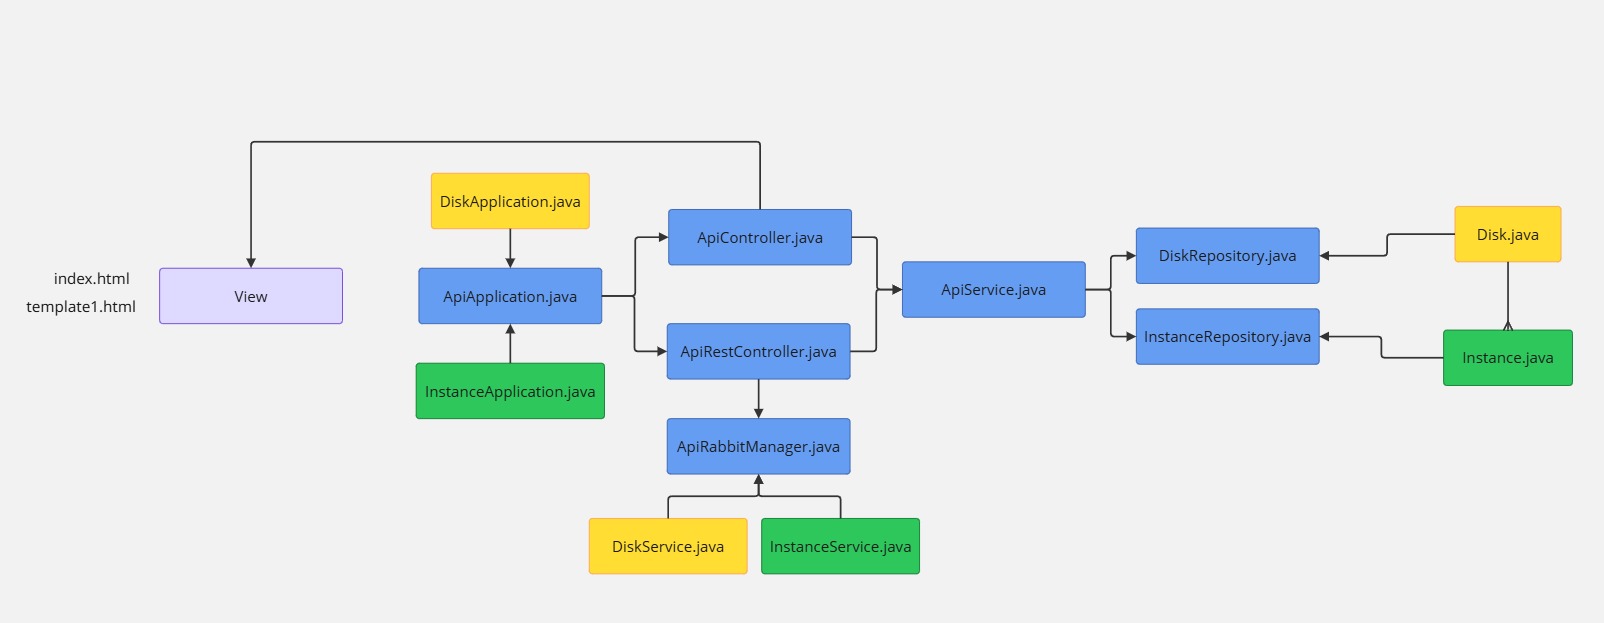 index.html
template1.html
View
DiskApplication.java
ApiApplication.java
InstanceApplication.java
ApiController.java
ApiRestController.java
ApiRabbitManager.java
DiskService.java
InstanceService.java
ApiService.java
DiskRepository.java
InstanceRepository.java
Disk.java
Instance.java